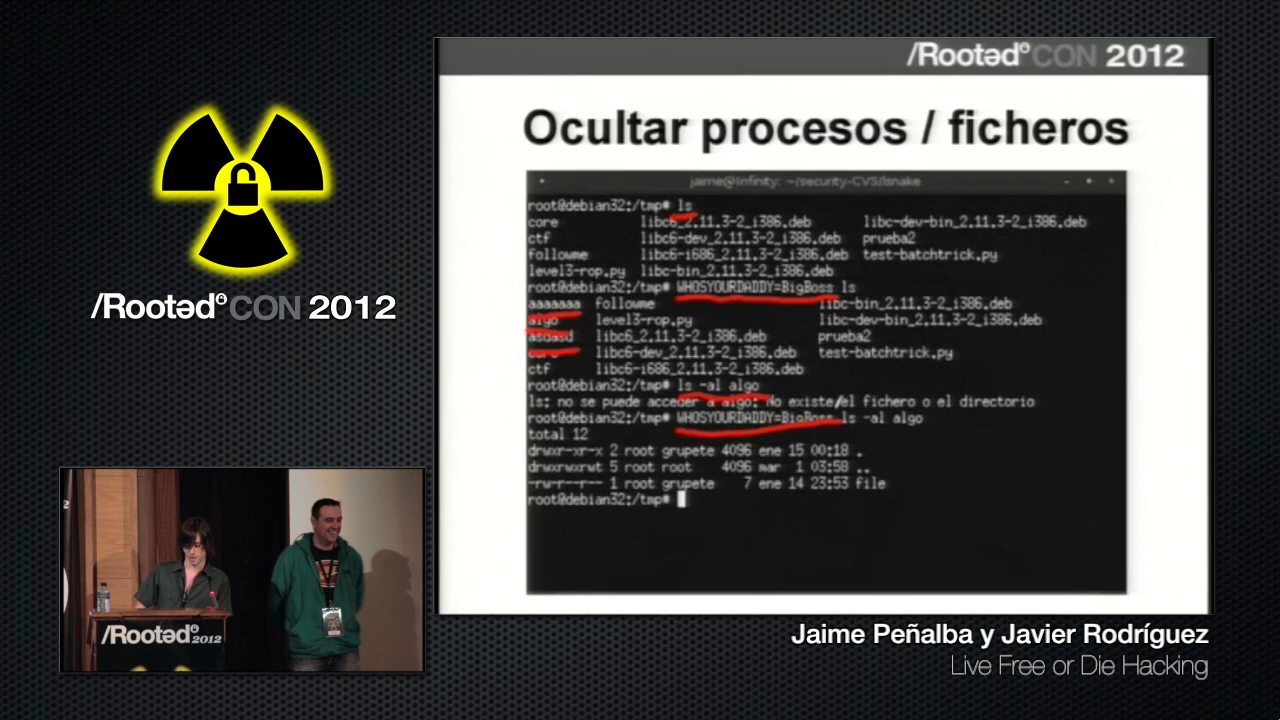 /Rootedº CON 2012
Ocultar procesos / ficheros
jaime@Infinity: ~/security-CVS/lsnake
root@debian32:/tmp# ls
core libc6_2.11.3-2_i386.deb libc-dev-bin_2.11.3-2_i386.deb
ctf libc6-dev_2.11.3-2_i386.deb prueba2
followme libc6-i686_2.11.3-2_i386.deb test-batchtrick.py
level3-rop.py libc-bin_2.11.3-2_i386.deb
root@debian32:/tmp# WHOSYOURDADDY=BigBoss ls
aaaaaaa followme libc-bin_2.11.3-2_i386.deb
algo level3-rop.py libc-dev-bin_2.11.3-2_i386.deb
asdasd libc6_2.11.3-2_i386.deb prueba2
core libc6-dev_2.11.3-2_i386.deb test-batchtrick.py
ctf libc6-i686_2.11.3-2_i386.deb
root@debian32:/tmp# ls -al algo
ls: no se puede acceder a algo: No existe el fichero o el directorio
root@debian32:/tmp# WHOSYOURDADDY=BigBoss ls -al algo
total 12
drwxr-xr-x 2 root grupete 4096 ene 15 00:18 .
drwxrwxrwt 5 root root 4096 mar 1 03:58 ..
-rw-r--r-- 1 root grupete 7 ene 14 23:53 file
root@debian32:/tmp#
/Rootedº CON 2012
/Rootedº 2012
Jaime Peñalba y Javier Rodríguez
Live Free or Die Hacking